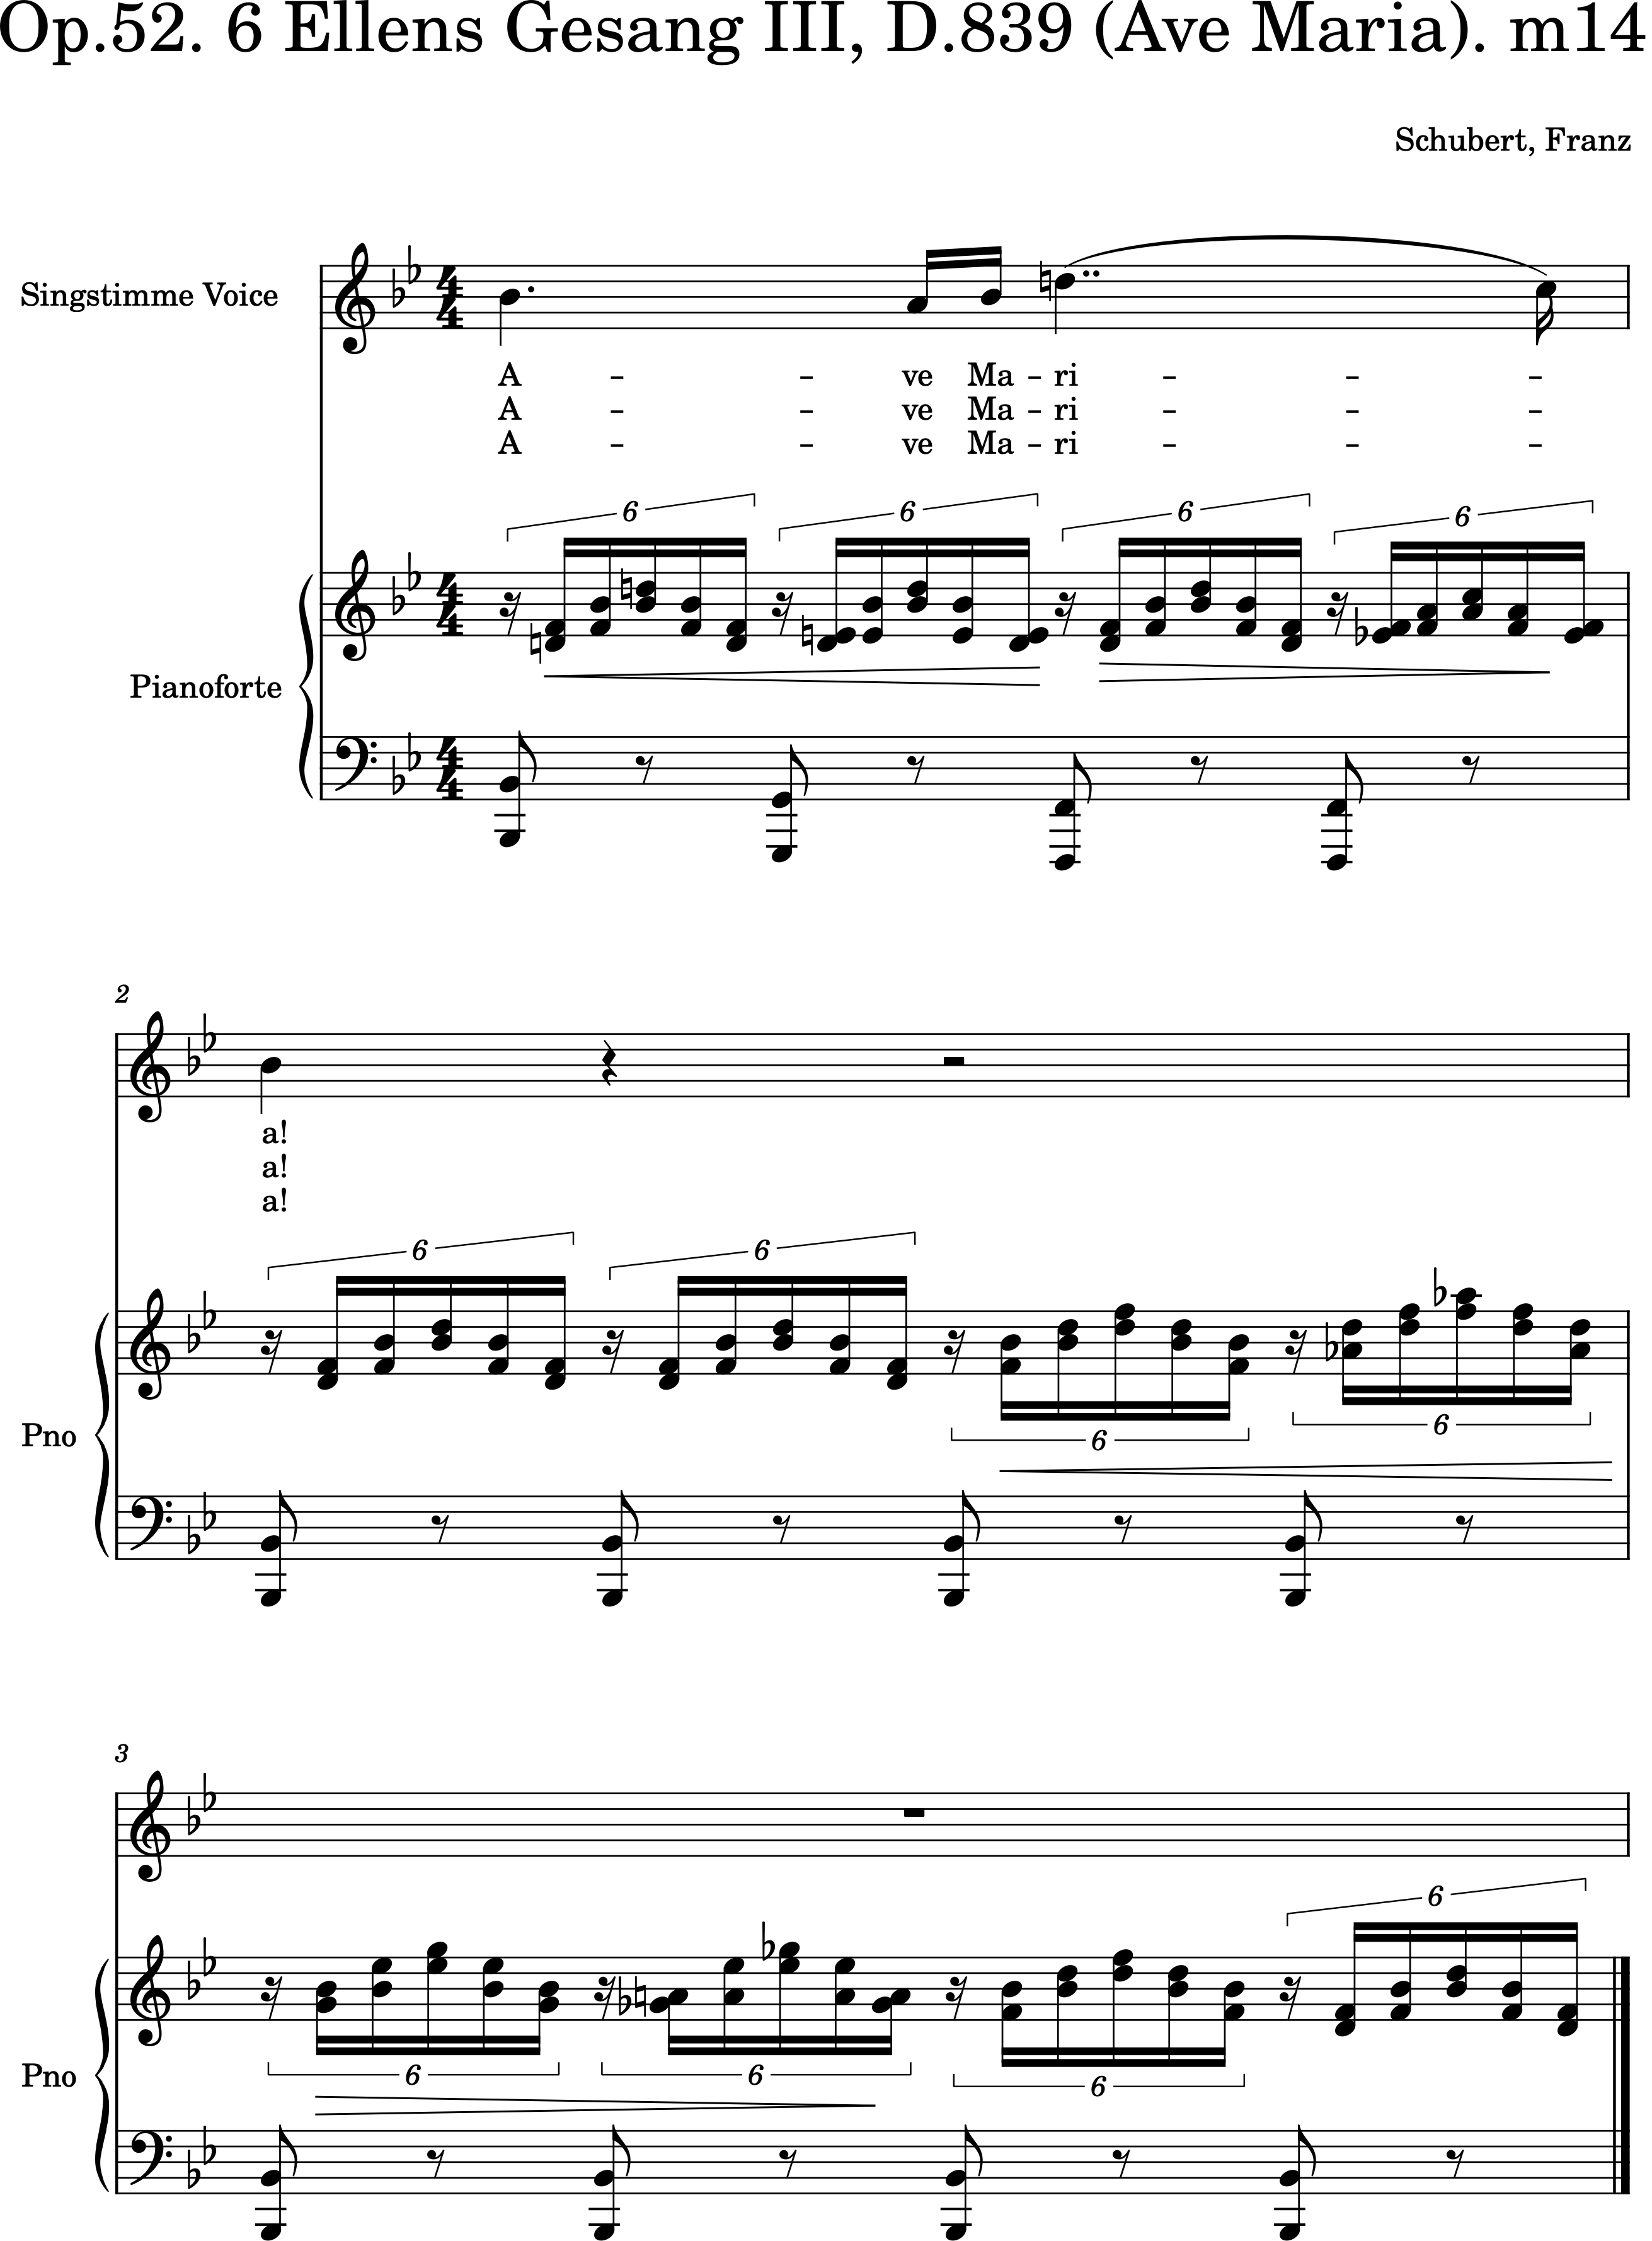 Op.52. 6 Ellens Gesang III, D.839 (Ave Maria). m14
Schubert, Franz
Singstimme Voice
A – – ve Ma – ri – – –
A – – ve Ma – ri – – –
A – – ve Ma – ri – – –
6 6 6 6
Pianoforte
2
a!
a!
a!
6 6
6 6
Pno
3
6
6 6 6
Pno